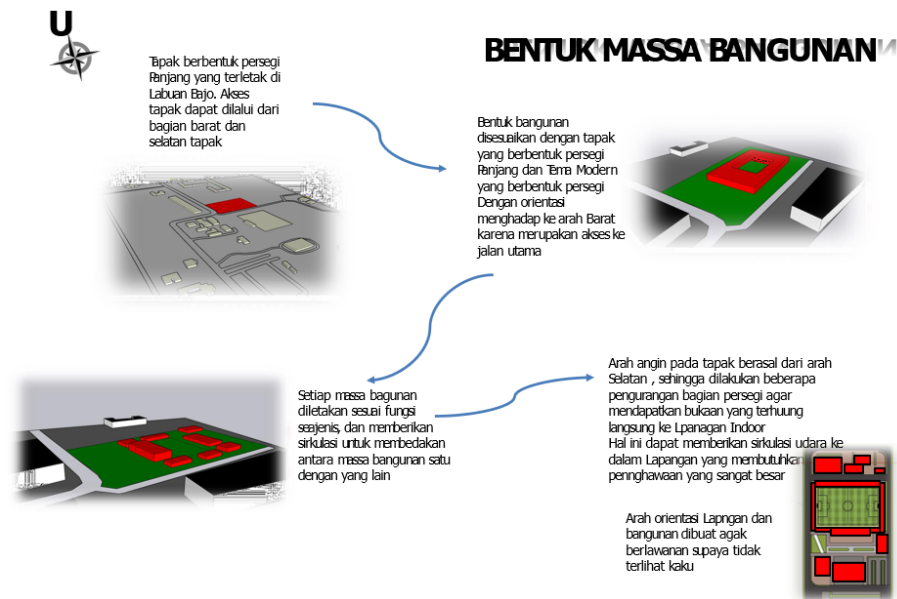 U
BENTUK MASSA BANGUNAN
Tapak berbentuk persegi
Panjang yang terletak di
Labuan Bajo. Akses
tapak dapat dilalui dari
bagian barat dan
selatan tapak
Bentuk bangunan
disesuaikan dengan tapak
yang berbentuk persegi
Panjang dan Tema Modern
yang berbentuk persegi
Dengan orientasi
menghadap ke arah Barat
karena merupakan akses ke
jalan utama
Setiap massa bagunan
diletakan sesuai fungsi
seajenis, dan memberikan
sirkulasi untuk membedakan
antara massa bangunan satu
dengan yang lain
Arah angin pada tapak berasal dari arah
Selatan , sehingga dilakukan beberapa
pengurangan bagian persegi agar
mendapatkan bukaan yang terhuung
langsung ke Lpanagan Indoor
Hal ini dapat memberikan sirkulasi udara ke
dalam Lapangan yang membutuhkan
pennghawaan yang sangat besar
Arah orientasi Lapngan dan
bangunan dibuat agak
berlawanan supaya tidak
terlihat kaku